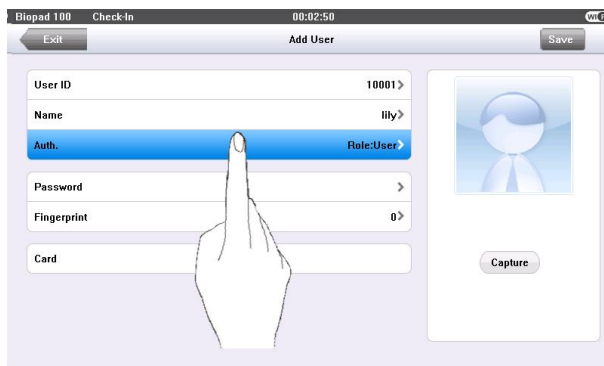 Biopad 100 Check-In 00:02:50
Exit Add User Save
User ID 10001
Name lily
Auth. Role:User
Password
Fingerprint 0
Card
Capture